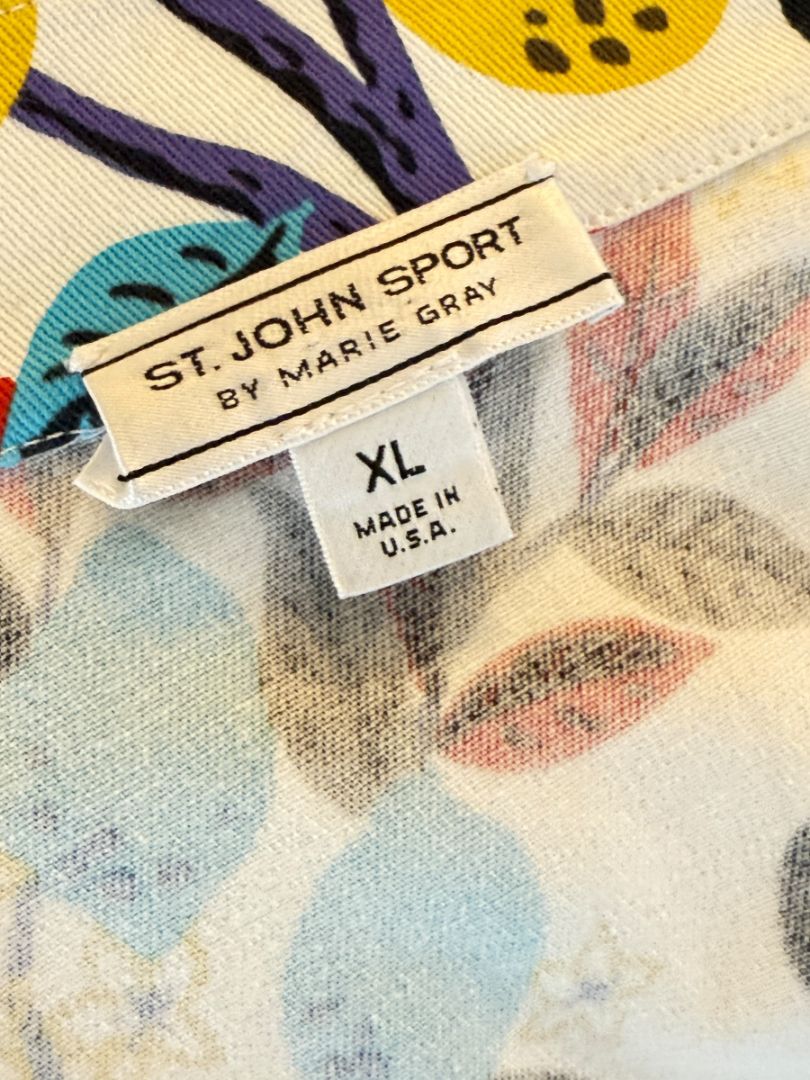 ST. JOHN SPORT
BY MARIE GRAY
XL
MADE IN
U.S.A.